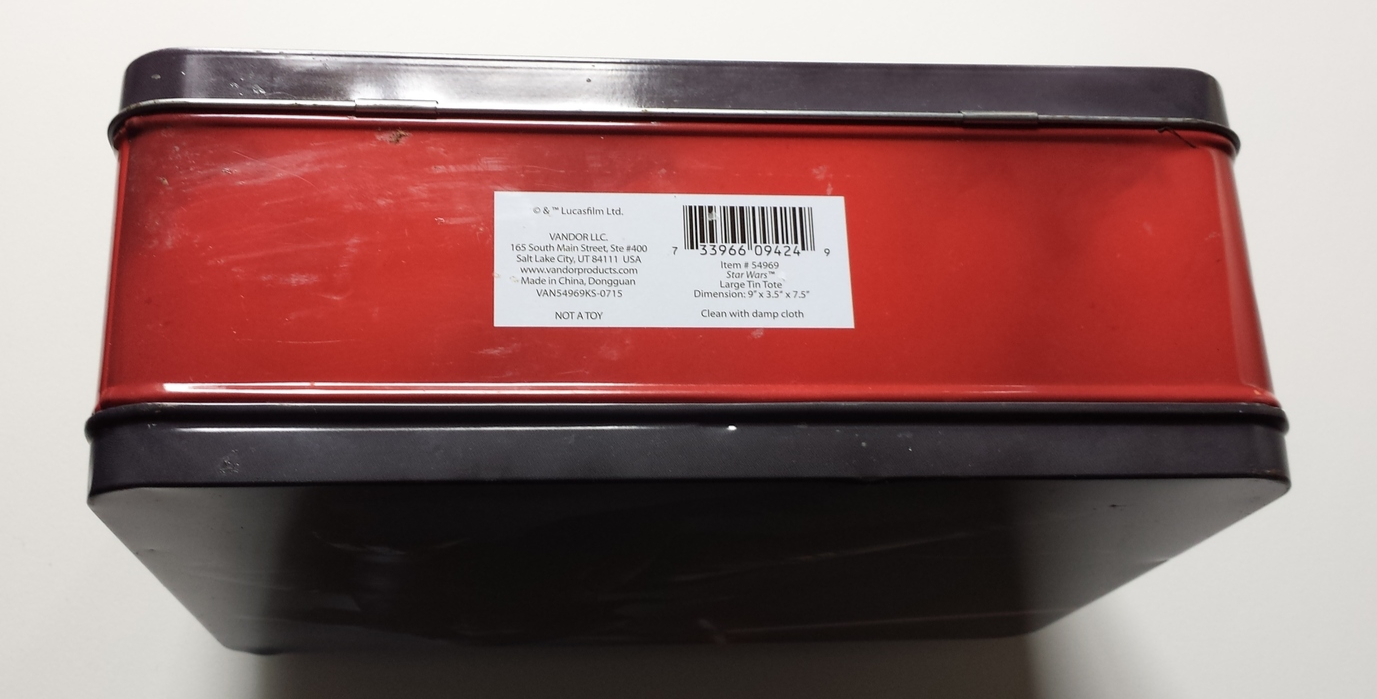 © & ™ Lucasfilm Ltd.
VANDOR LLC.
165 South Main Street, Ste #400
Salt Lake City, UT 84111 USA
www.vandorproducts.com
Made in China, Dongguan
VAN54969KS-0715
NOT A TOY
7 33966 09424 9
Item # 54969
Star Wars™
Large Tin Tote
Dimension: 9" x 3.5" x 7.5"
Clean with damp cloth